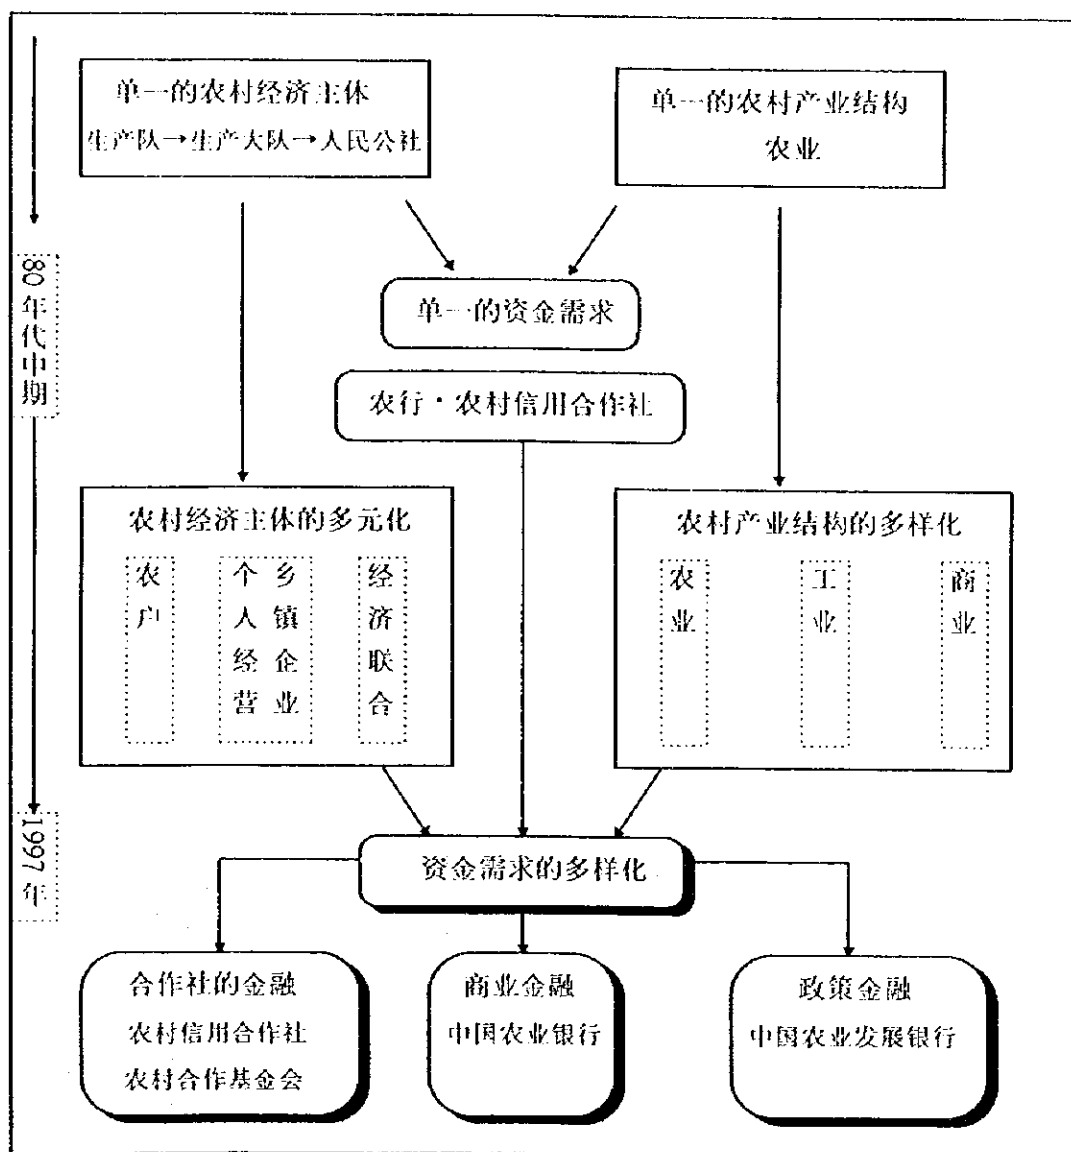 单一的农村经济主体
生产队→生产大队→人民公社
单一的农村产业结构
农业
80年代中期
单一的资金需求
农行·农村信用合作社
农村经济主体的多元化
农户
个人经营
乡镇企业
经济联合
农村产业结构的多样化
农业
工业
商业
1997年
资金需求的多样化
合作社的金融
农村信用合作社
农村合作基金会
商业金融
中国农业银行
政策金融
中国农业发展银行